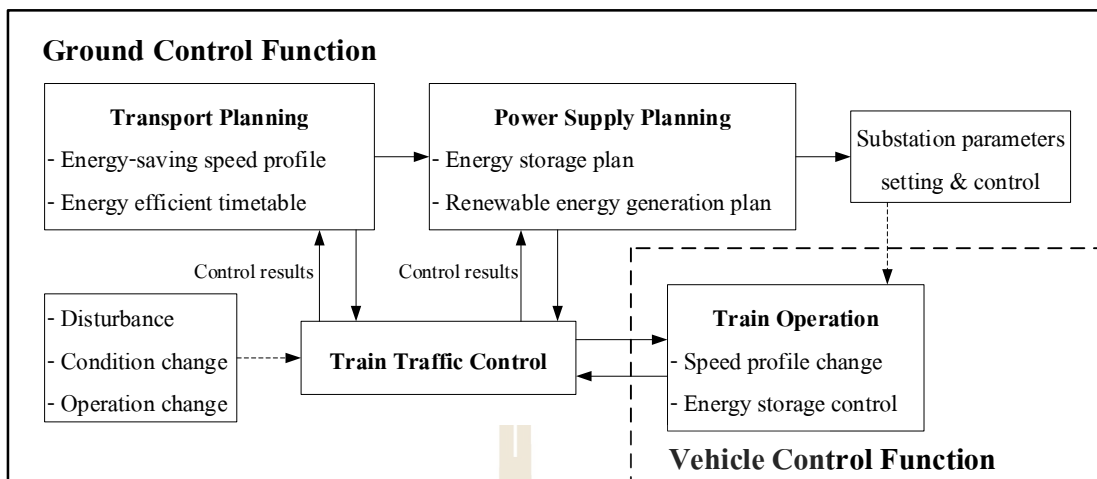 Ground Control Function
Transport Planning
- Energy-saving speed profile
- Energy efficient timetable
Power Supply Planning
- Energy storage plan
- Renewable energy generation plan
Substation parameters
setting & control
Control results
Control results
- Disturbance
- Condition change
- Operation change
Train Traffic Control
Train Operation
- Speed profile change
- Energy storage control
Vehicle Control Function